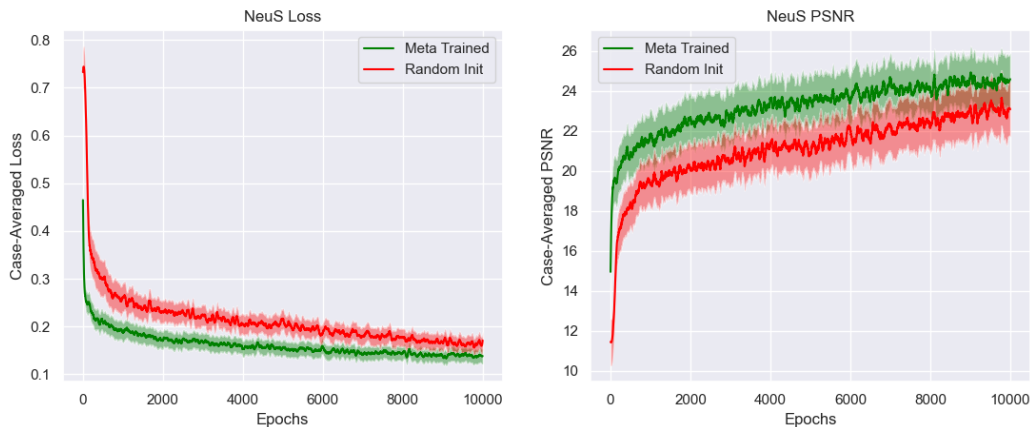 NeuS Loss
Case-Averaged Loss
0.8
0.7
0.6
0.5
0.4
0.3
0.2
0.1
Meta Trained
Random Init
0 2000 4000 6000 8000 10000
Epochs
NeuS PSNR
Case-Averaged PSNR
26
24
22
20
18
16
14
12
10
Meta Trained
Random Init
0 2000 4000 6000 8000 10000
Epochs